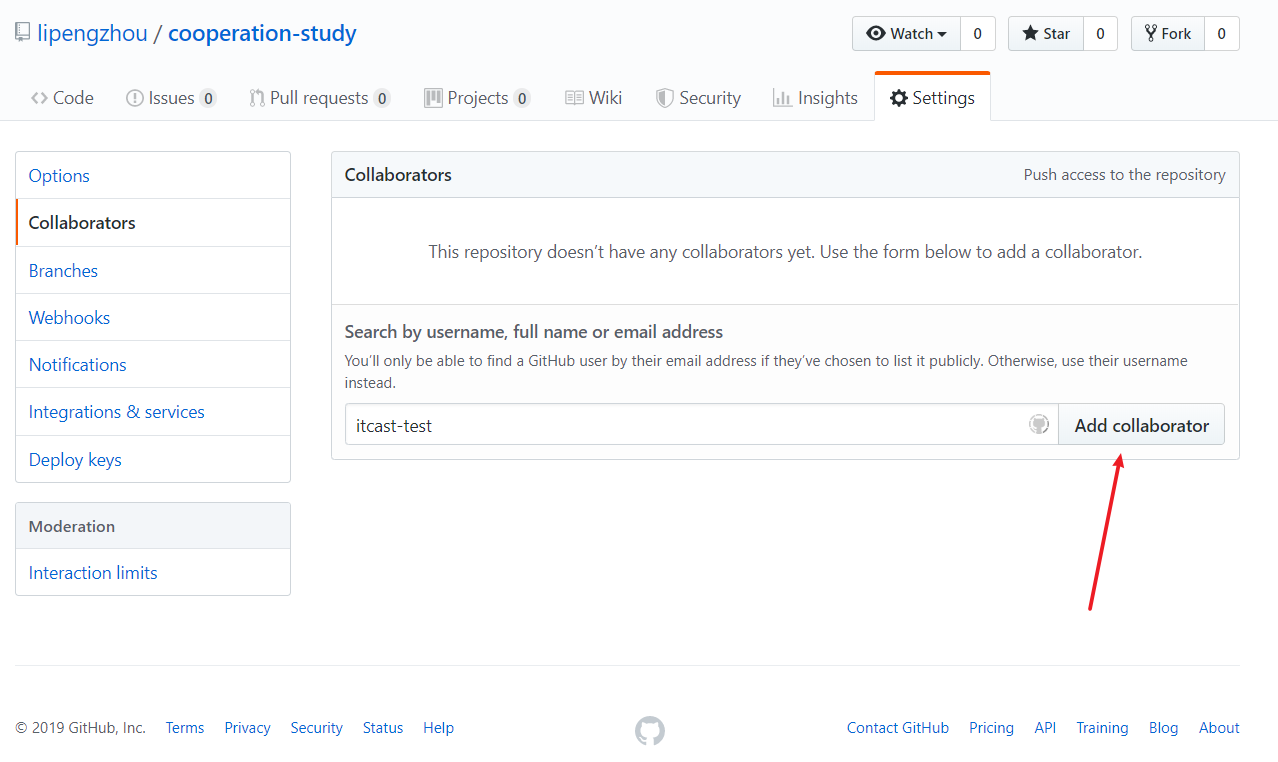 lipengzhou / cooperation-study
Watch 0 Star 0 Fork 0
Code Issues 0 Pull requests 0 Projects 0 Wiki Security Insights Settings
Options
Collaborators
Branches
Webhooks
Notifications
Integrations & services
Deploy keys
Moderation
Interaction limits
Collaborators Push access to the repository
This repository doesn’t have any collaborators yet. Use the form below to add a collaborator.
Search by username, full name or email address
You’ll only be able to find a GitHub user by their email address if they’ve chosen to list it publicly. Otherwise, use their username
instead.
itcast-test Add collaborator
© 2019 GitHub, Inc. Terms Privacy Security Status Help Contact GitHub Pricing API Training Blog About